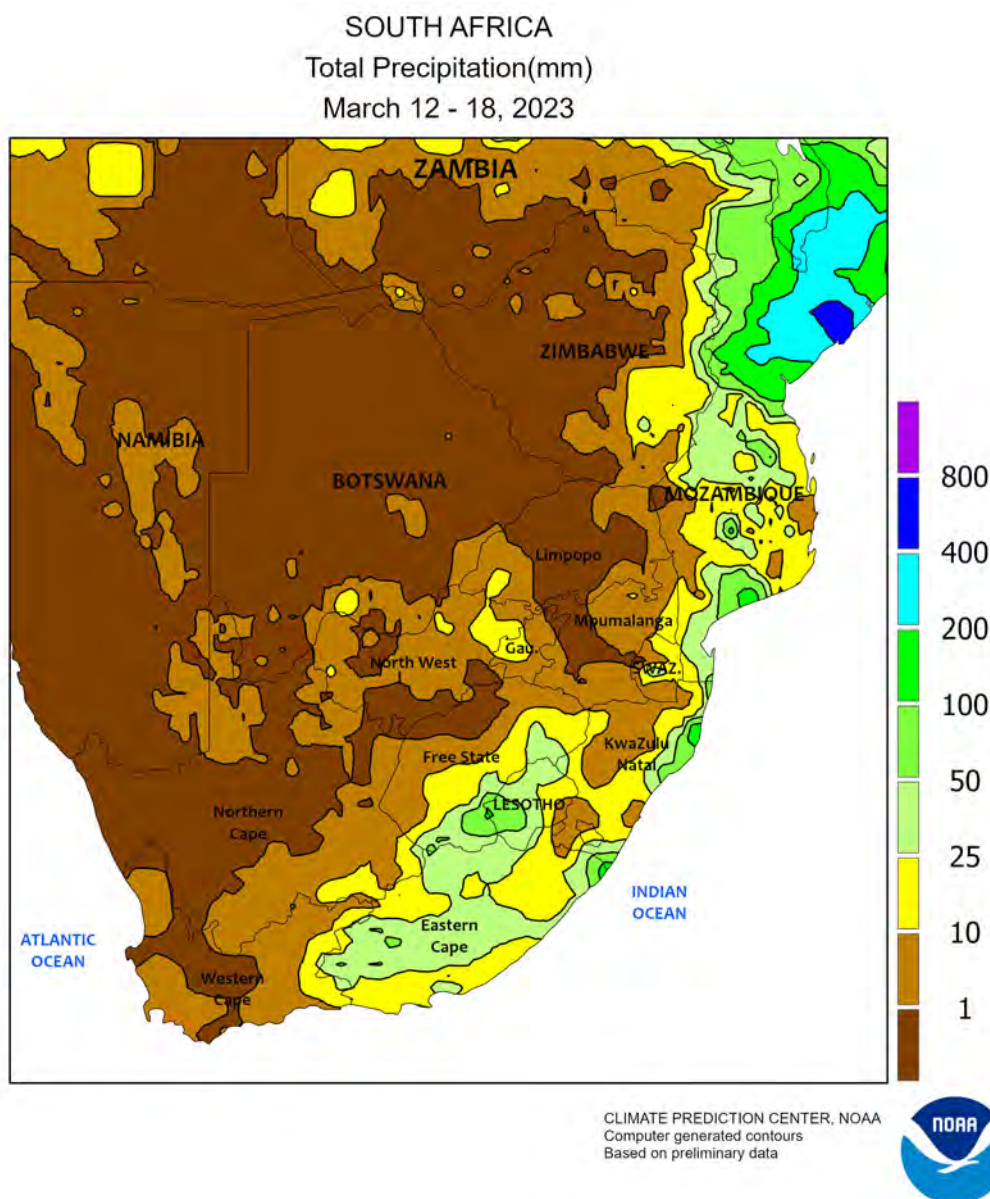 SOUTH AFRICA
Total Precipitation(mm)
March 12 - 18, 2023
ZAMBIA
ZIMBABWE
NAMIBIA
BOTSWANA
MOZAMBIQUE
Limpopo
Mpumalanga
Gau.
North West
SWAZ.
KwaZulu
Natal
Free State
LESOTHO
Northern
Cape
Eastern
Cape
Western
Cape
INDIAN
OCEAN
ATLANTIC
OCEAN
800
400
200
100
50
25
10
1
CLIMATE PREDICTION CENTER, NOAA
Computer generated contours
Based on preliminary data
NOAA